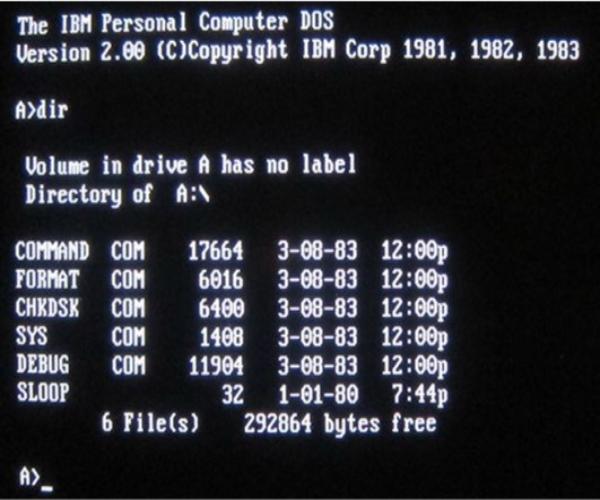 The IBM Personal Computer DOS
Version 2.00 (C)Copyright IBM Corp 1981, 1982, 1983
A>dir
Volume in drive A has no label
Directory of A:\
COMMAND COM 17664 3-08-83 12:00p
FORMAT COM 6016 3-08-83 12:00p
CHKDSK COM 6400 3-08-83 12:00p
SYS COM 1408 3-08-83 12:00p
DEBUG COM 11904 3-08-83 12:00p
SLOOP 32 1-01-80 7:44p
6 File(s) 292864 bytes free
A>_